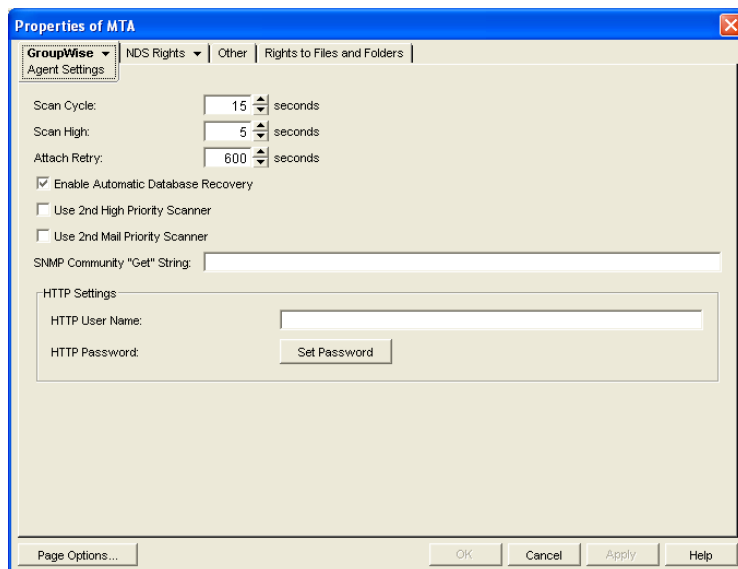 Properties of MTA
GroupWise NDS Rights Other Rights to Files and Folders
Agent Settings
Scan Cycle: 15 seconds
Scan High: 5 seconds
Attach Retry: 600 seconds
Enable Automatic Database Recovery
Use 2nd High Priority Scanner
Use 2nd Mail Priority Scanner
SNMP Community "Get" String:
HTTP Settings
HTTP User Name:
HTTP Password: Set Password
Page Options... OK Cancel Apply Help